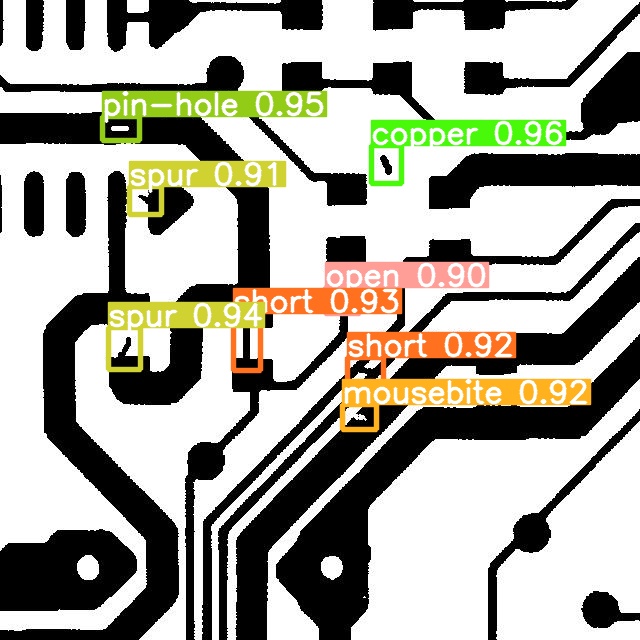 pin-hole 0.95
copper 0.96
spur 0.91
open 0.90
short 0.93
spur 0.94
short 0.92
mousebite 0.92